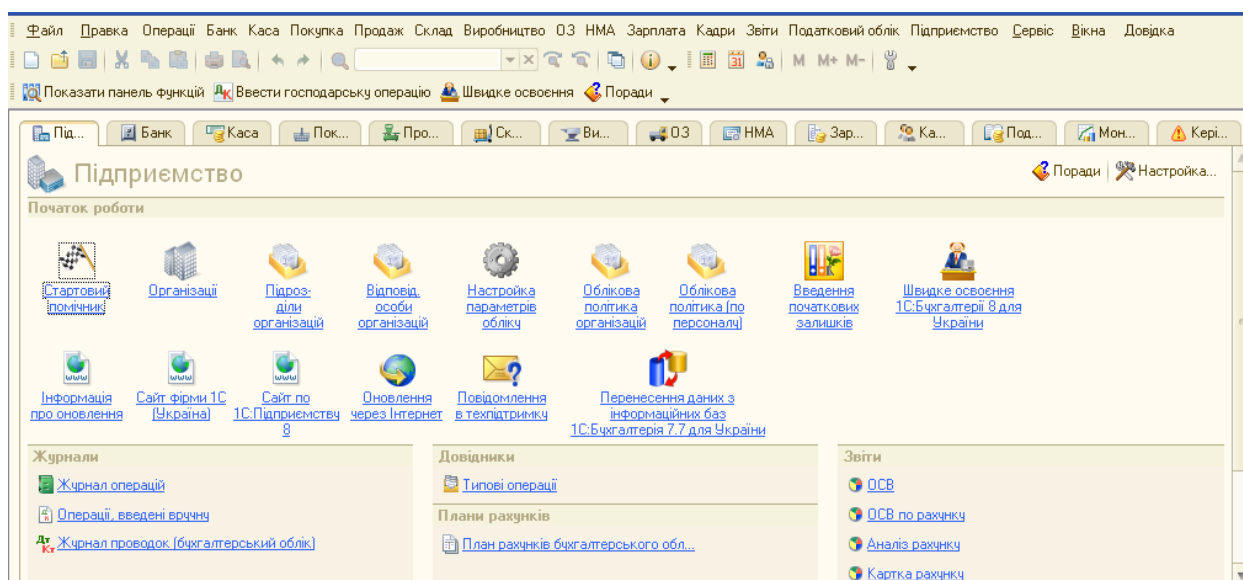 Файл Правка Операції Банк Каса Покупка Продаж Склад Виробництво ОЗ НМА Зарплата Кадри Звіти Податковий облік Підприємство Сервіс Вікна Довідка
M M+ M-
Показати панель функцій Ввести господарську операцію Швидке освоєння Поради
Під... Банк Каса Пок... Про... Ск... Ви... ОЗ НМА Зар... Ка... Под... Мон... Кері...
Підприємство Поради Настройка...
Початок роботи
Стартовий помічник
Організації
Підроз-
діли
організацій
Відповід.
особи
організацій
Настройка
параметрів
обліку
Облікова
політика
організацій
Облікова
політика (по
персоналу)
Введення
початкових
залишків
Швидке освоєння
1С:Бухгалтерії 8 для
України
Інформація
про оновлення
Сайт фірми 1С
(Україна)
Сайт по
1С:Підприємству
8
Оновлення
через Інтернет
Повідомлення
в техпідтримку
Перенесення даних з
інформаційних баз
1С:Бухгалтерія 7.7 для України
Журнали
Журнал операцій
Операції, введені вручну
Журнал проводок (бухгалтерський облік)
Довідники
Типові операції
Плани рахунків
План рахунків бухгалтерського обл...
Звіти
ОСВ
ОСВ по рахунку
Аналіз рахунку
Картка рахунку